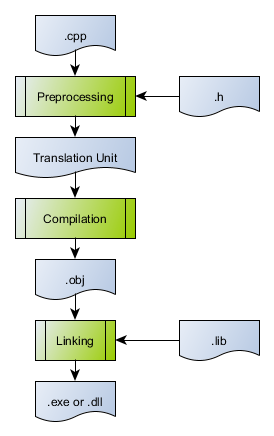 .cpp
Preprocessing
.h
Translation Unit
Compilation
.obj
Linking
.lib
.exe or .dll